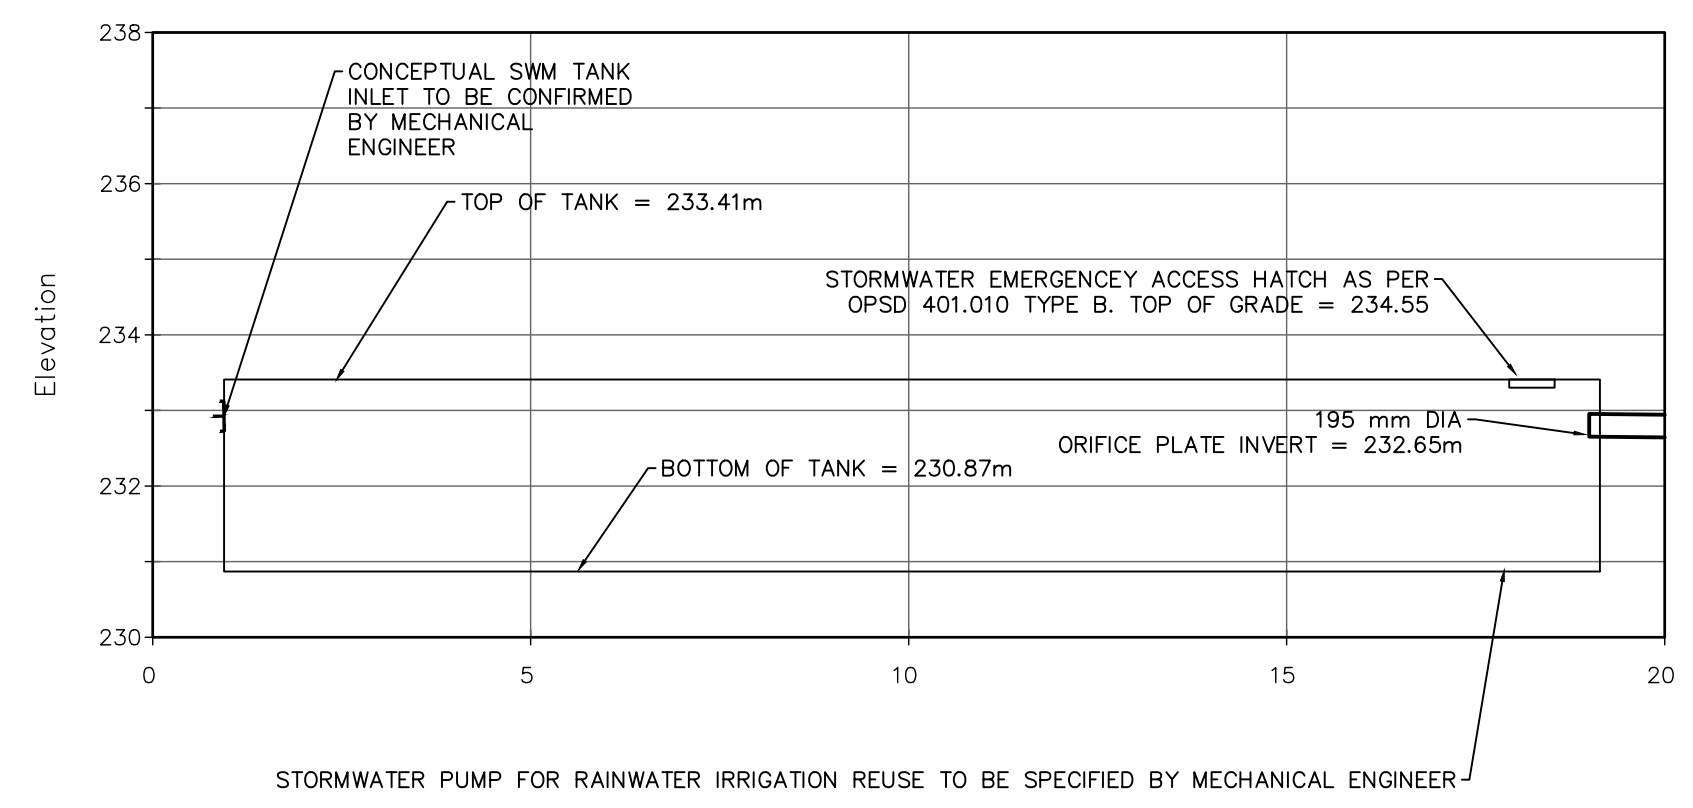 238
CONCEPTUAL SWM TANK
INLET TO BE CONFIRMED
BY MECHANICAL
ENGINEER
236
TOP OF TANK = 233.41m
STORMWATER EMERGENCEY ACCESS HATCH AS PER
OPSD 401.010 TYPE B. TOP OF GRADE = 234.55
Elevation
234
195 mm DIA
ORIFICE PLATE INVERT = 232.65m
BOTTOM OF TANK = 230.87m
232
230
0 5 10 15 20
STORMWATER PUMP FOR RAINWATER IRRIGATION REUSE TO BE SPECIFIED BY MECHANICAL ENGINEER